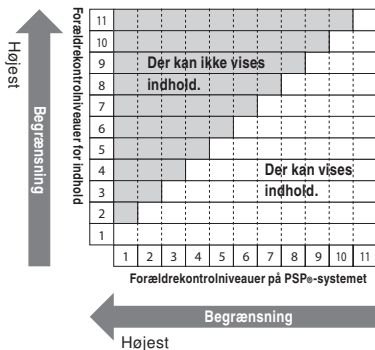 Højest
Begrænsning
Forældrekontrolniveauer for indhold
11
10
9
8
7
6
5
4
3
2
1
Der kan ikke vises
indhold.
Der kan vises
indhold.
1 2 3 4 5 6 7 8 9 10 11
Forældrekontrolniveauer på PSP®-systemet
Begrænsning
Højest